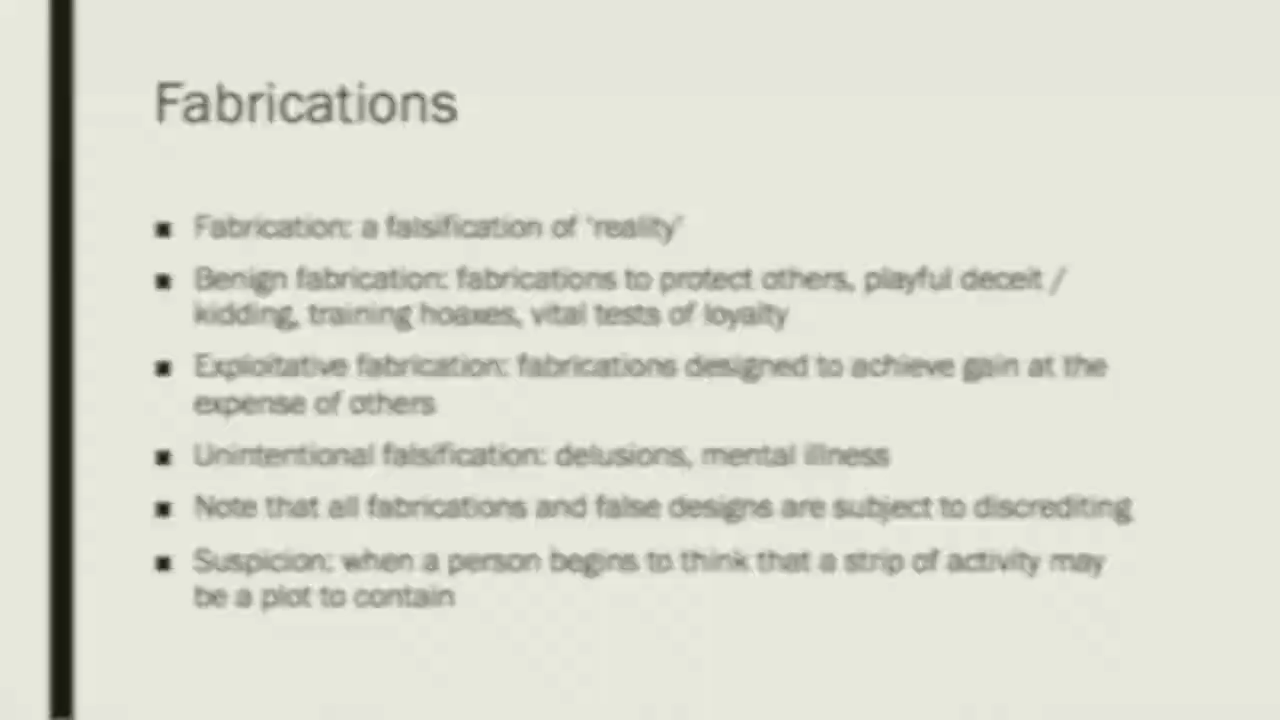 Fabrications
▪ Fabrication: a falsification of 'reality'
▪ Benign fabrication: fabrications to protect others, playful deceit /
kidding, training hoaxes, vital tests of loyalty
▪ Exploitative fabrication: fabrications designed to achieve gain at the
expense of others
▪ Unintentional falsification: delusions, mental illness
▪ Note that all fabrications and false designs are subject to discrediting
▪ Suspicion: when a person begins to think that a strip of activity may
be a plot to contain